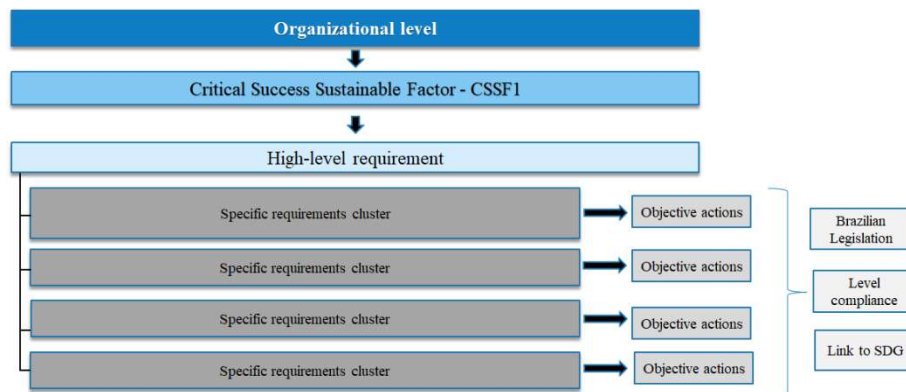 Organizational level
Critical Success Sustainable Factor - CSSF1
High-level requirement
Specific requirements cluster
Objective actions
Specific requirements cluster
Objective actions
Specific requirements cluster
Objective actions
Specific requirements cluster
Objective actions
Brazilian
Legislation
Level
compliance
Link to SDG